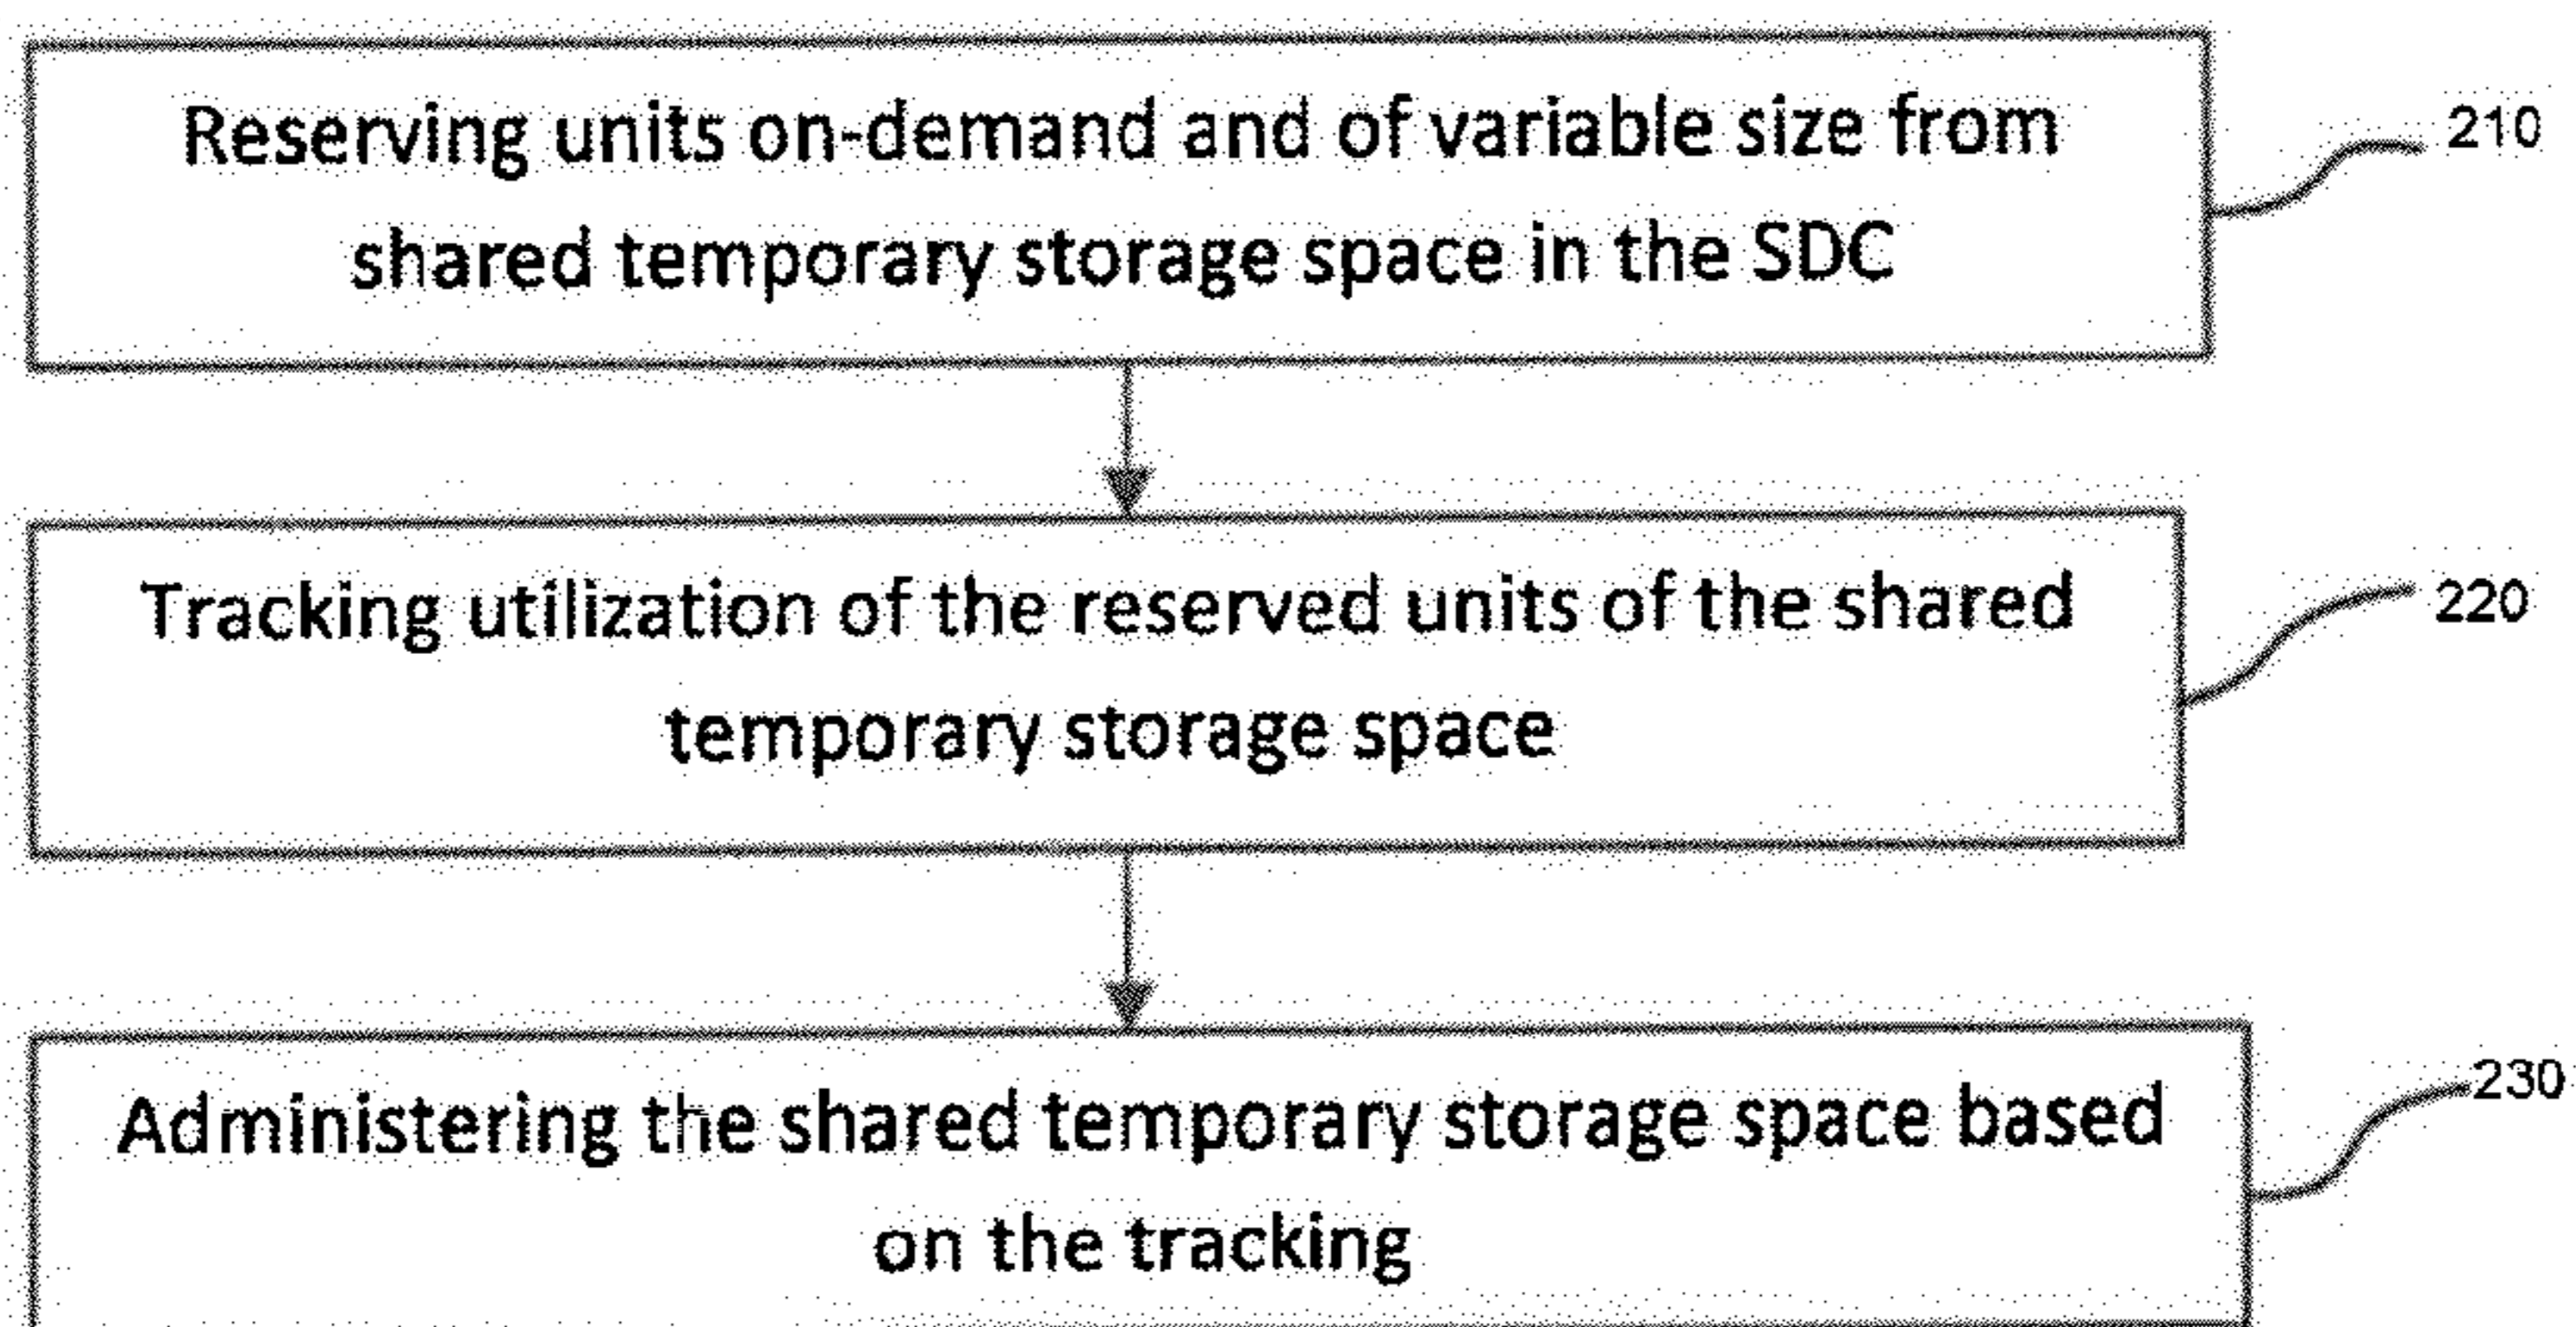 Reserving units on-demand and of variable size from
shared temporary storage space in the SDC
210
Tracking utilization of the reserved units of the shared
temporary storage space
220
Administering the shared temporary storage space based
on the tracking
230